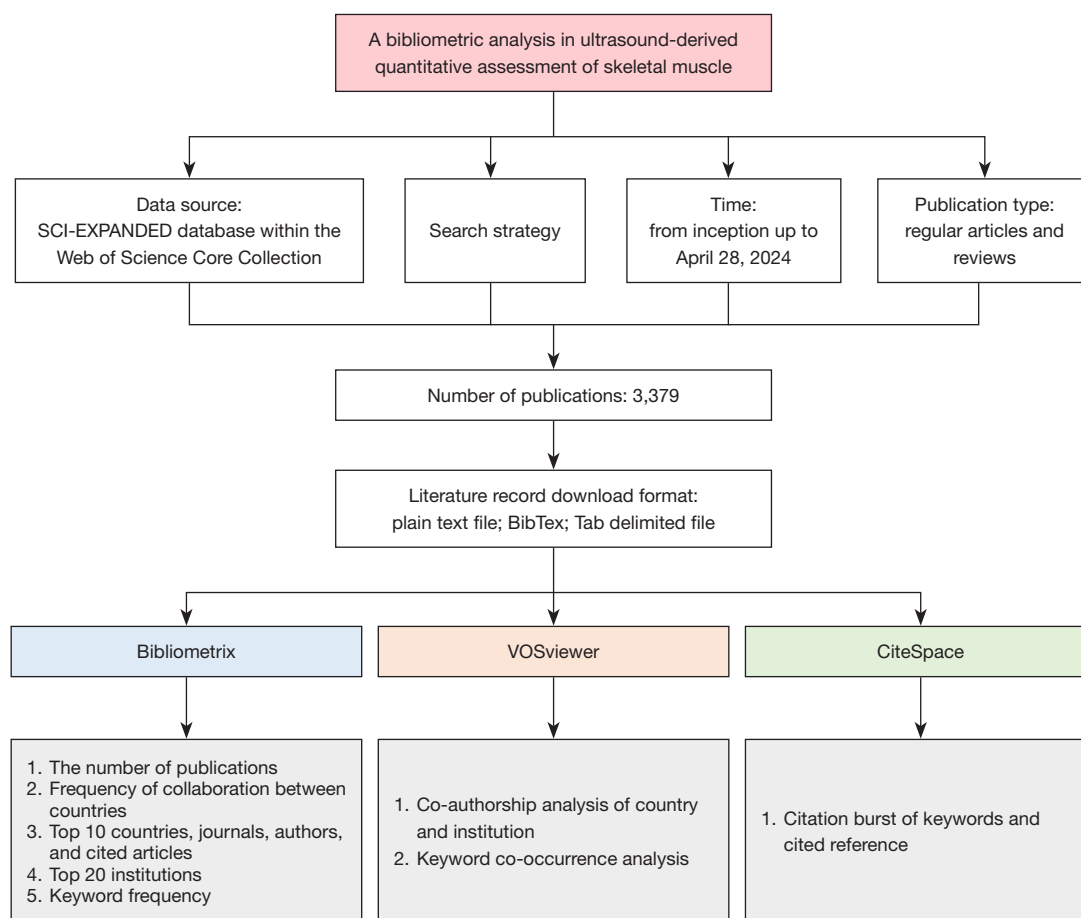 A bibliometric analysis in ultrasound-derived
quantitative assessment of skeletal muscle
Data source:
SCI-EXPANDED database within the
Web of Science Core Collection
Search strategy
Time:
from inception up to
April 28, 2024
Publication type:
regular articles and
reviews
Number of publications: 3,379
Literature record download format:
plain text file; BibTex; Tab delimited file
Bibliometrix
VOSviewer
CiteSpace
1. The number of publications
2. Frequency of collaboration between
countries
3. Top 10 countries, journals, authors,
and cited articles
4. Top 20 institutions
5. Keyword frequency
1. Co-authorship analysis of country
and institution
2. Keyword co-occurrence analysis
1. Citation burst of keywords and
cited reference